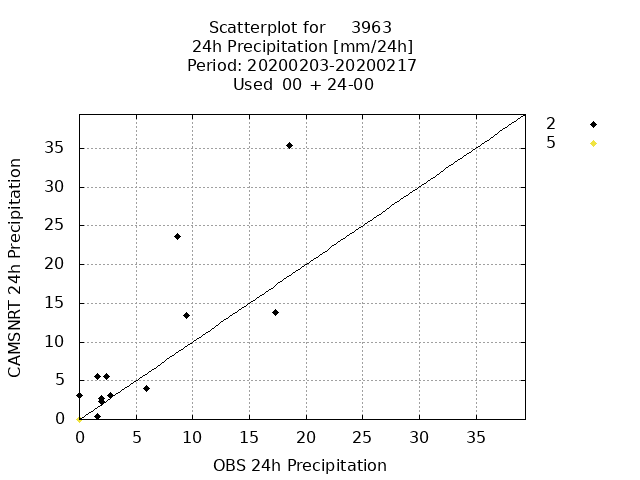 Scatterplot for 3963
24h Precipitation [mm/24h]
Period: 20200203-20200217
Used 00 + 24-00
2
5
CAMSNRT 24h Precipitation
35
30
25
20
15
10
5
0
0 5 10 15 20 25 30 35
OBS 24h Precipitation